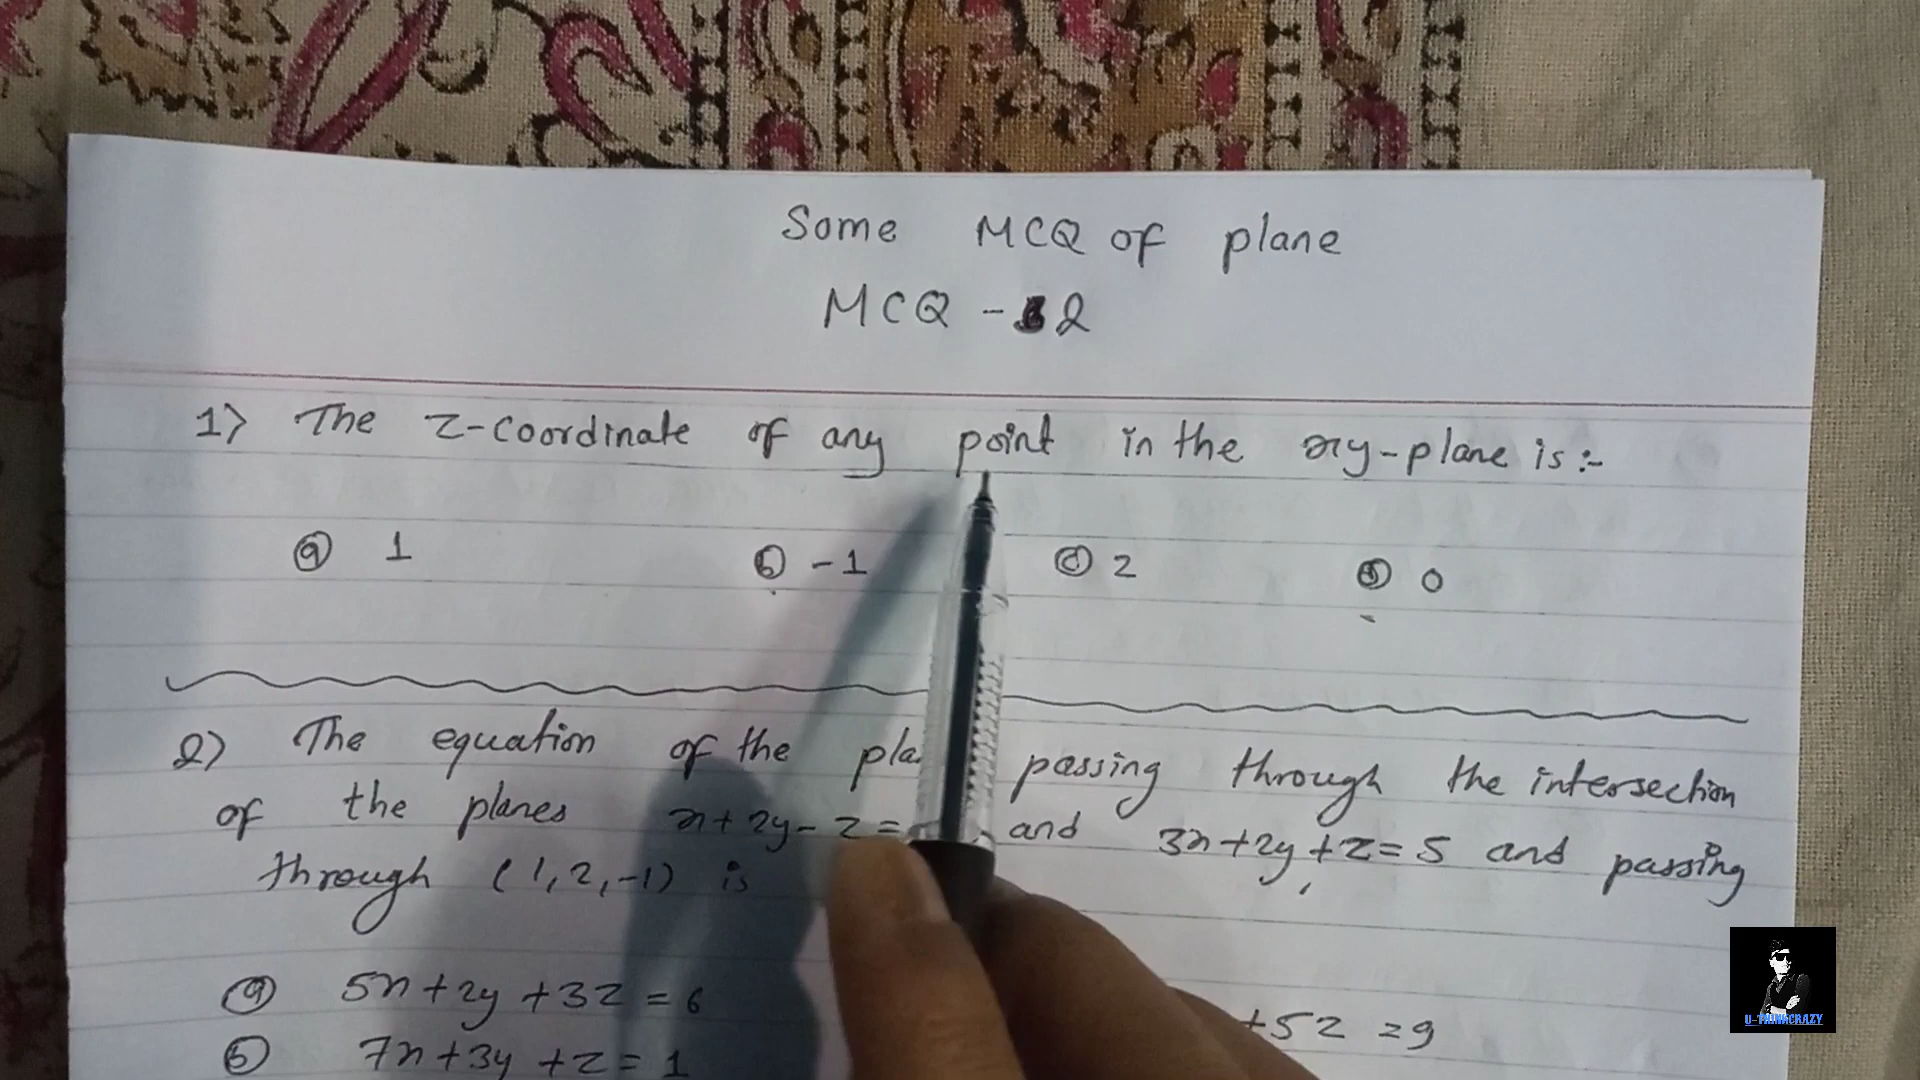 Some MCQ of plane
MCQ - 2
1) The z-coordinate of any point in the xy-plane is :-
(a) 1 (b) -1 (c) 2 (d) 0
2) The equation of the pla passing through the intersection
of the planes x+2y-z= and 3x+2y+z=5 and passing
through (1,2,-1) is
(a) 5x+2y+3z=6
+5z=9
(b) 7x+3y+z=1
U-THINKCRAZY